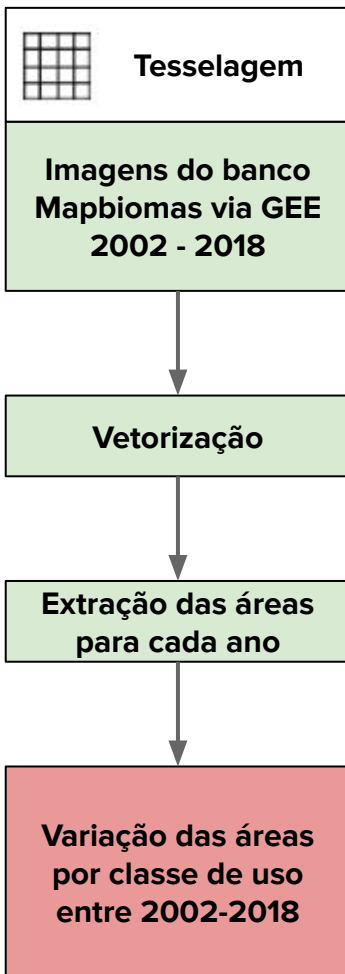 Tesselagem
Imagens do banco
Mapbiomas via GEE
2002 - 2018
Vetorização
Extração das áreas
para cada ano
Variação das áreas
por classe de uso
entre 2002-2018